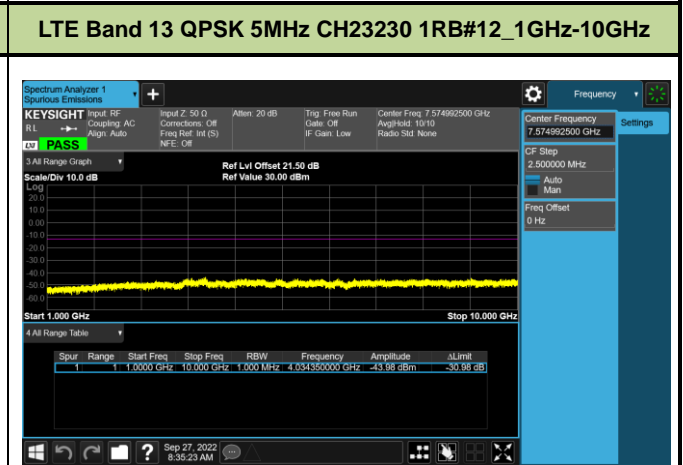 LTE Band 13 QPSK 5MHz CH23230 1RB#12_1GHz-10GHz
Spectrum Analyzer 1
Spurious Emissions
Frequency
KEYSIGHT Input: RF
R L Coupling: AC
Align: Auto
LXI PASS
Input Z: 50 Ω
Corrections: Off
Freq Ref: Int (S)
NFE: Off
Atten: 20 dB
Trig: Free Run
Gate: Off
IF Gain: Low
Center Freq: 7.574992500 GHz
Avg|Hold: 10/10
Radio Std: None
Center Frequency
7.574992500 GHz
Settings
CF Step
2.500000 MHz
Auto
Man
Freq Offset
0 Hz
3 All Range Graph
Scale/Div 10.0 dB
Ref Lvl Offset 21.50 dB
Ref Value 30.00 dBm
Log
20.0
10.0
0.00
-10.0
-20.0
-30.0
-40.0
-50.0
-60.0
Start 1.000 GHz
Stop 10.000 GHz
4 All Range Table
Spur Range Start Freq Stop Freq RBW Frequency Amplitude ΔLimit
1 1 1.0000 GHz 10.000 GHz 1.000 MHz 4.034350000 GHz -43.98 dBm -30.98 dB
? Sep 27, 2022
8:35:23 AM